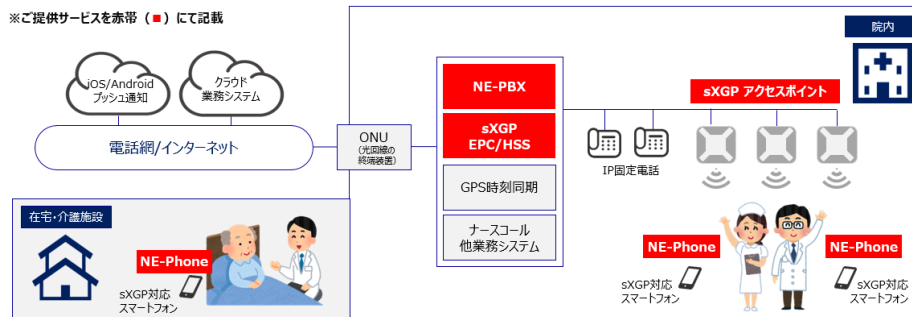 ※ご提供サービスを赤帯（■）にて記載
院内
iOS/Android
プッシュ通知
クラウド
業務システム
電話網/インターネット
ONU
（光回線の
終端装置）
NE-PBX
sXGP
EPC/HSS
GPS時刻同期
ナースコール
他業務システム
IP固定電話
sXGP アクセスポイント
在宅・介護施設
NE-Phone
sXGP対応
スマートフォン
NE-Phone
sXGP対応
スマートフォン
NE-Phone
sXGP対応
スマートフォン